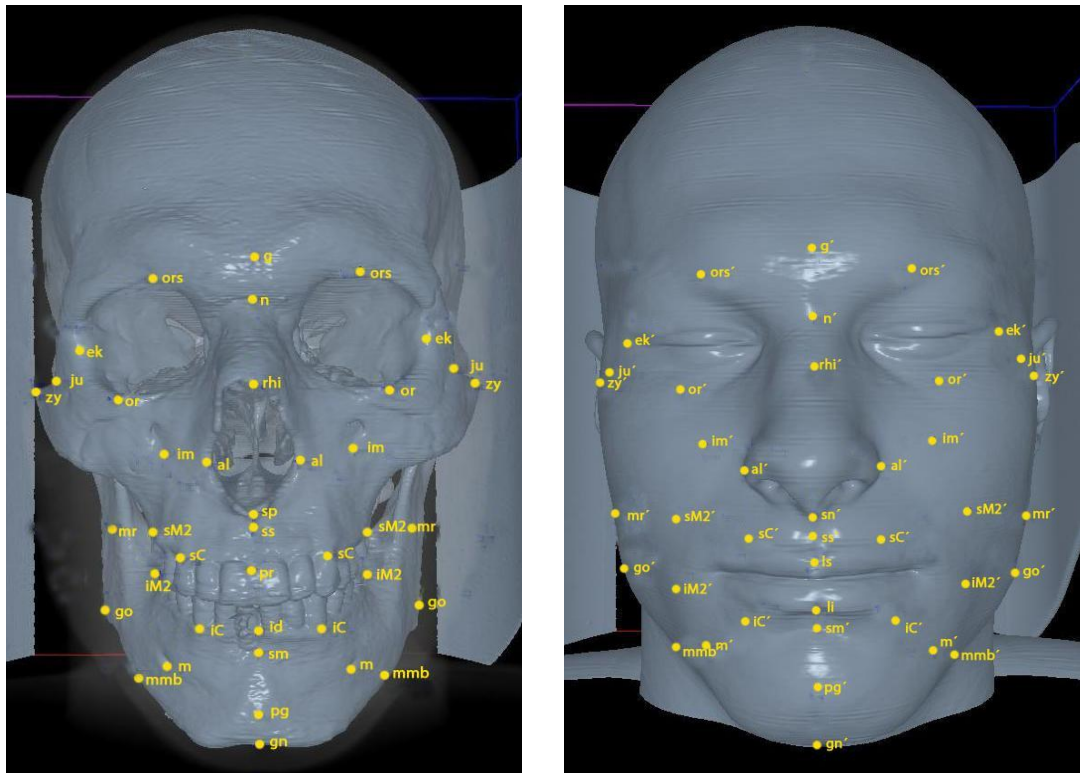 g
ors
ors
n
ek
ek
ju
ju
zy
zy
rhi
or
or
im
im
al
al
sp
ss
mr
sM2
sM2
mr
sC
sC
pr
iM2
iM2
go
go
iC
id
iC
sm
m
m
mmb
mmb
pg
gn
g´
ors´
ors´
n´
ek´
ek´
ju´
ju´
zy´
zy´
rhi´
or´
or´
im´
im´
al´
al´
mr´
sM2´
sn´
sM2´
mr´
sC´
ss´
sC´
ls
go´
go´
iM2´
iM2´
li
iC´
sm´
iC´
mmb´
m´
m´
mmb´
pg´
gn´